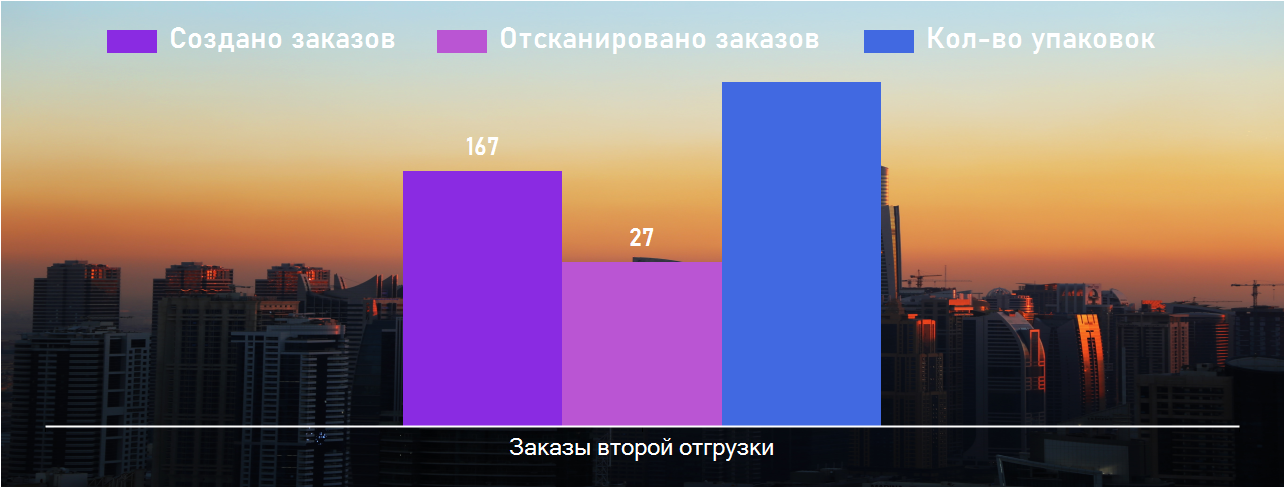 Создано заказов Отсканировано заказов Кол-во упаковок
167
27
Заказы второй отгрузки